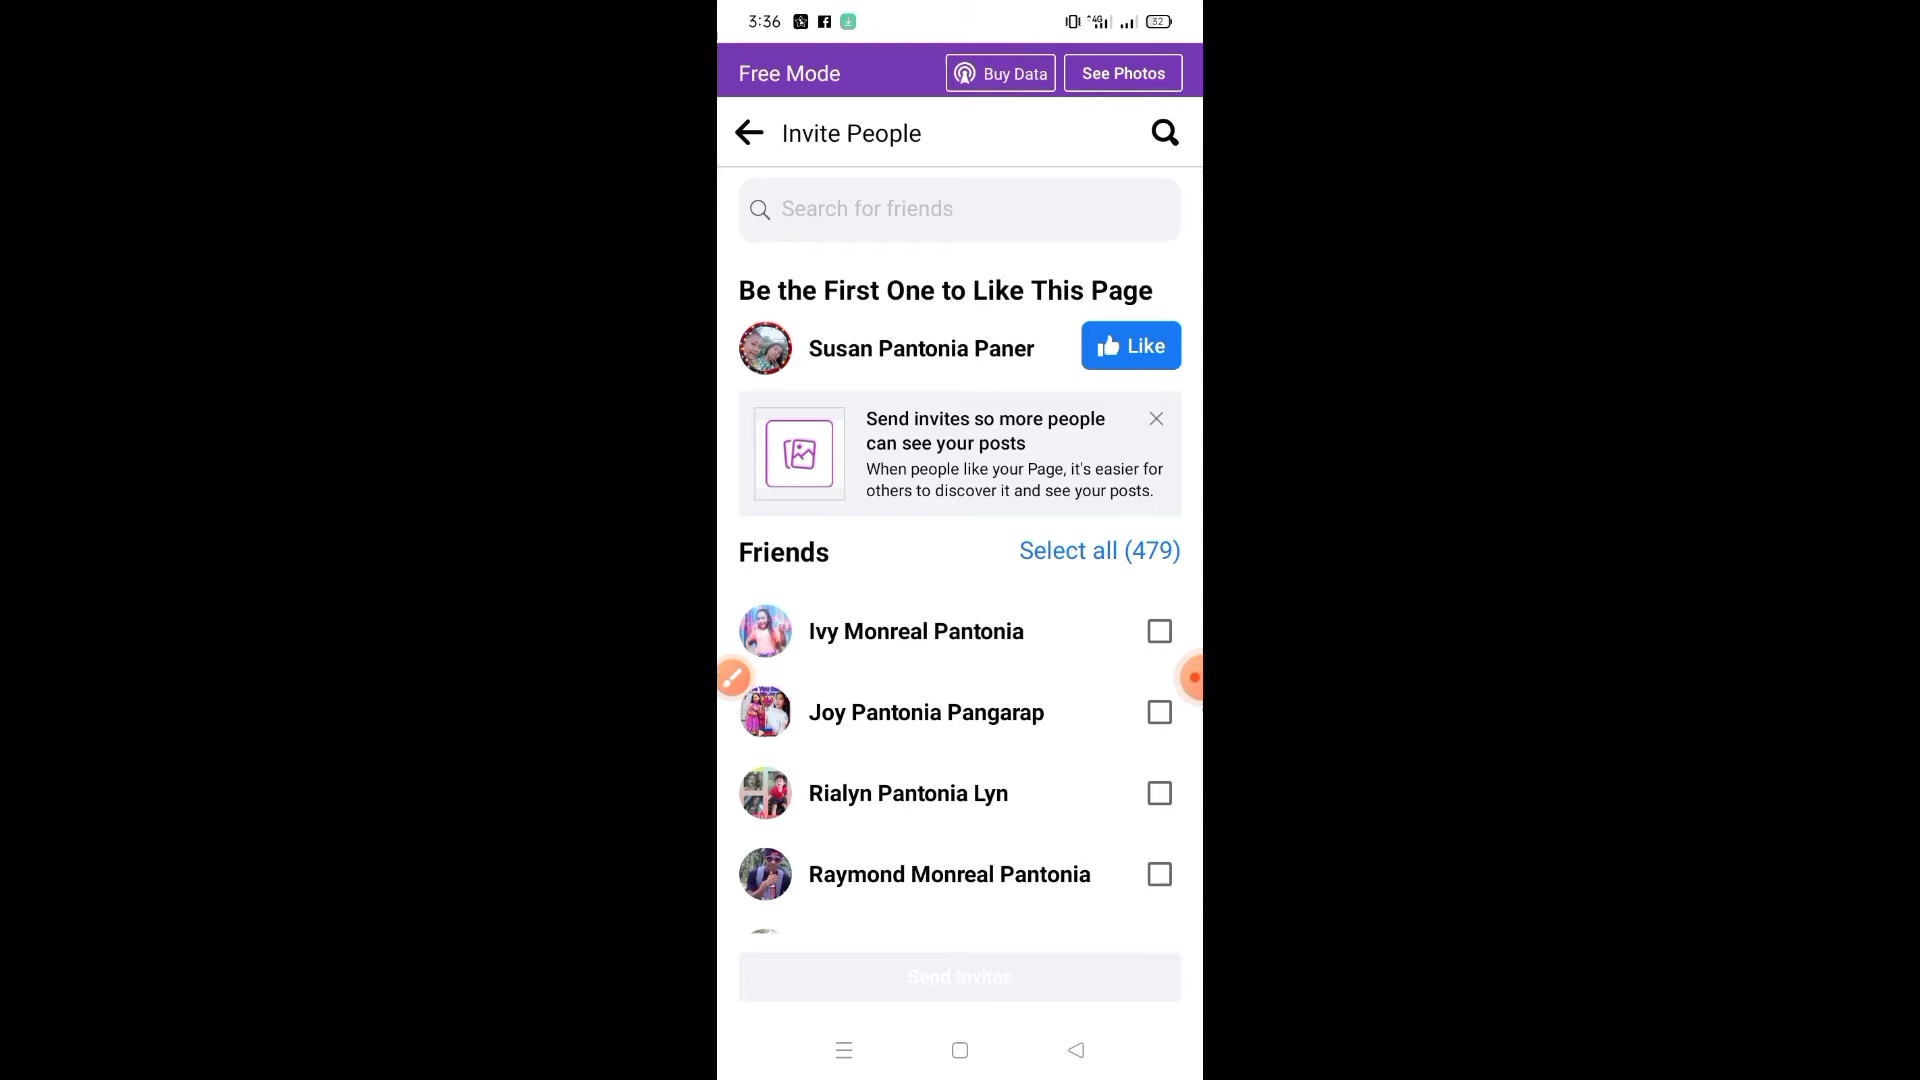 3:36
4G
32
Free Mode
Buy Data
See Photos
Invite People
Search for friends
Be the First One to Like This Page
Susan Pantonia Paner
Like
Send invites so more people
can see your posts
When people like your Page, it's easier for
others to discover it and see your posts.
Friends
Select all (479)
Ivy Monreal Pantonia
Joy Pantonia Pangarap
Rialyn Pantonia Lyn
Raymond Monreal Pantonia
Send Invites